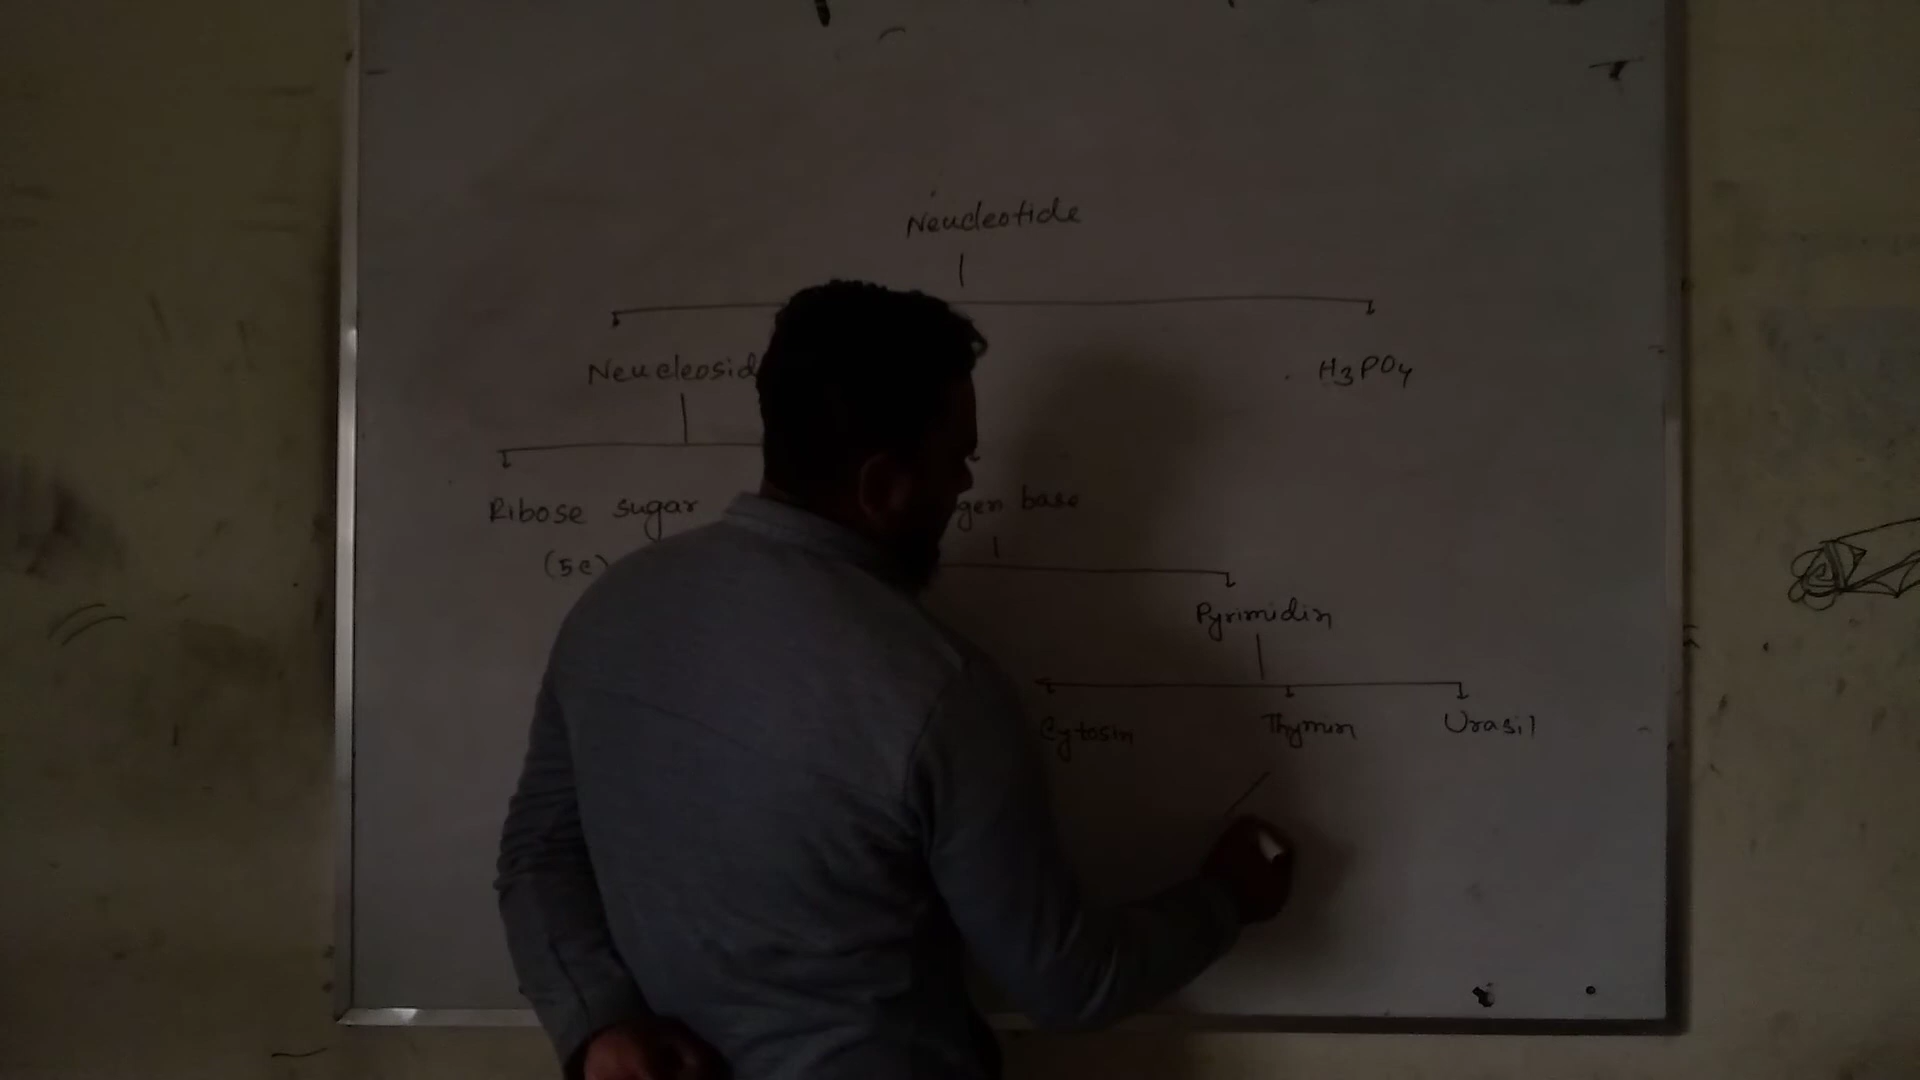 Neucleotide
Neucleosid
H3PO4
Ribose sugar
gen base
(5c)
Pyrimidin
Cytosin
Thymin
Urasil